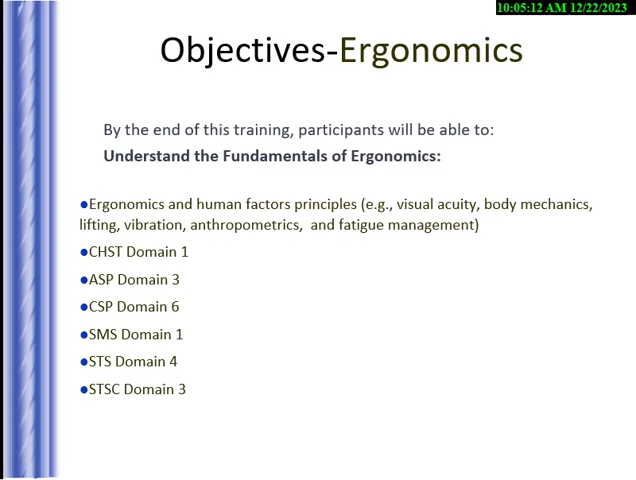 10:05:12 AM 12/22/2023
Objectives-Ergonomics
By the end of this training, participants will be able to:
Understand the Fundamentals of Ergonomics:
●Ergonomics and human factors principles (e.g., visual acuity, body mechanics,
lifting, vibration, anthropometrics, and fatigue management)
●CHST Domain 1
●ASP Domain 3
●CSP Domain 6
●SMS Domain 1
●STS Domain 4
●STSC Domain 3